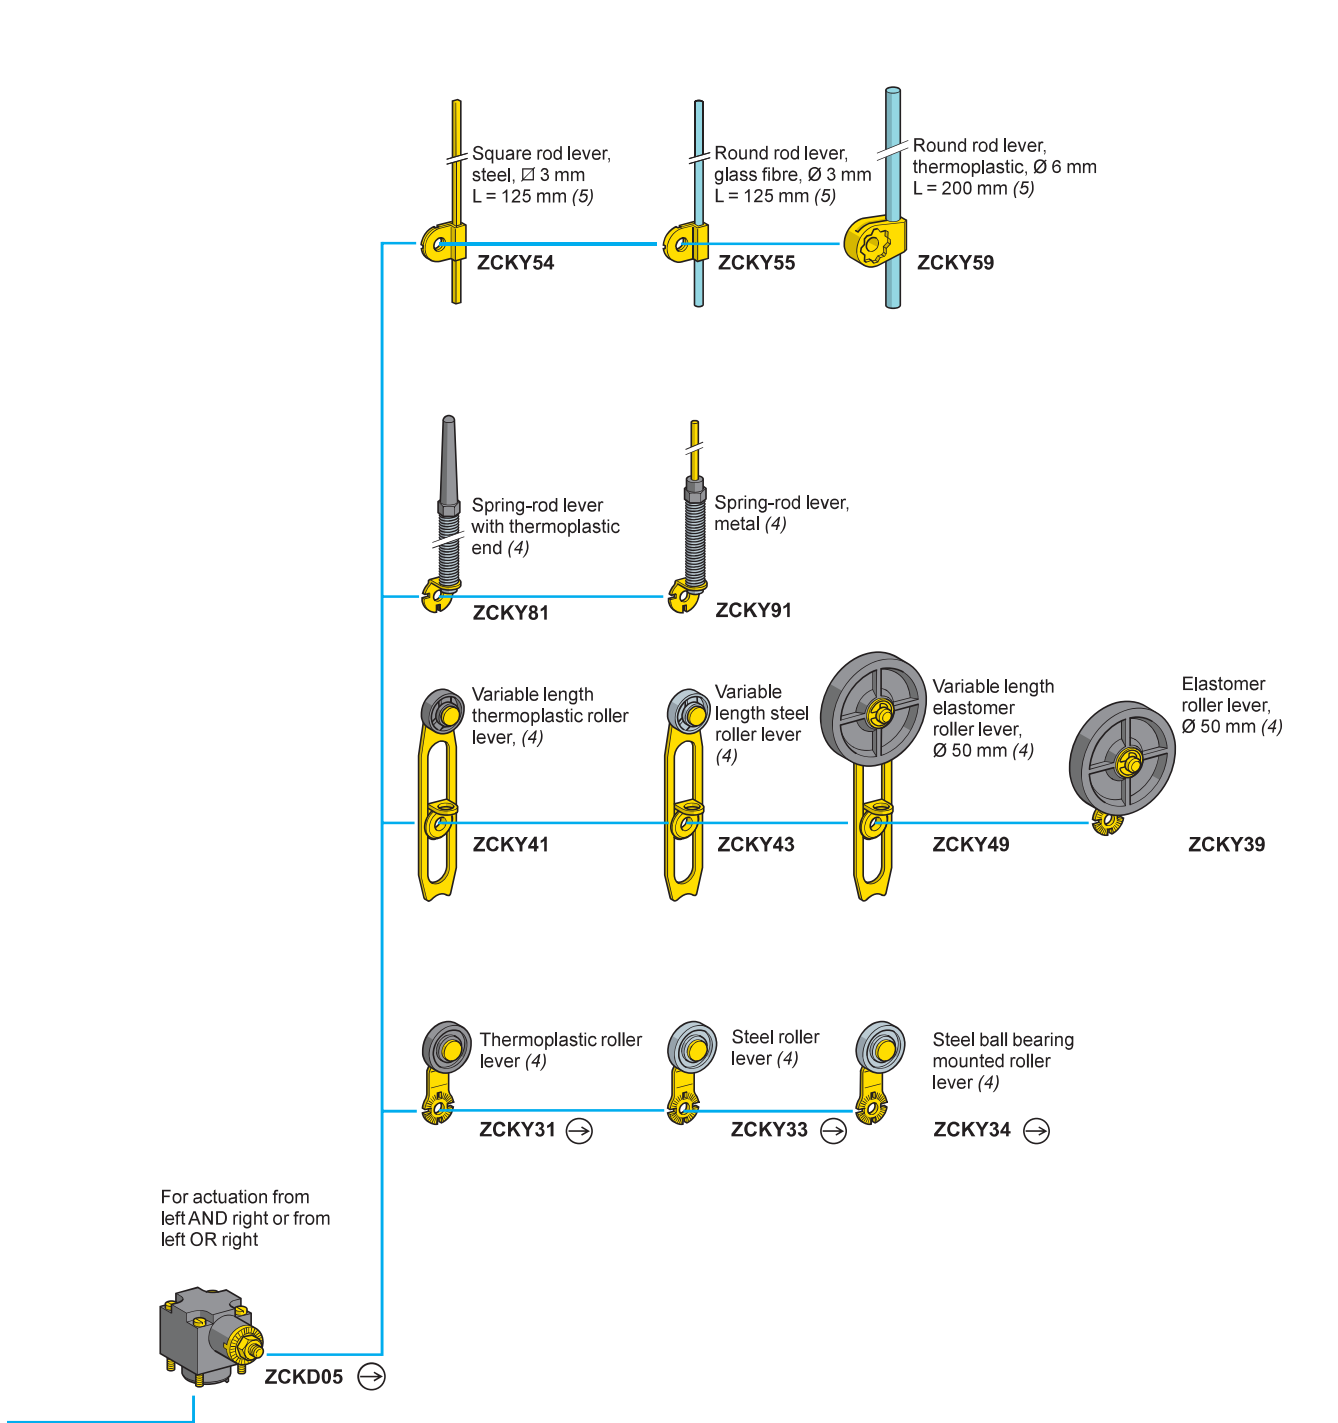 Square rod lever,
steel, ⌷ 3 mm
L = 125 mm (5)
ZCKY54
Round rod lever,
glass fibre, Ø 3 mm
L = 125 mm (5)
ZCKY55
Round rod lever,
thermoplastic, Ø 6 mm
L = 200 mm (5)
ZCKY59
Spring-rod lever
with thermoplastic
end (4)
ZCKY81
Spring-rod lever,
metal (4)
ZCKY91
Variable length
thermoplastic roller
lever, (4)
ZCKY41
Variable
length steel
roller lever
(4)
ZCKY43
Variable length
elastomer
roller lever,
Ø 50 mm (4)
ZCKY49
Elastomer
roller lever,
Ø 50 mm (4)
ZCKY39
Thermoplastic roller
lever (4)
ZCKY31
Steel roller
lever (4)
ZCKY33
Steel ball bearing
mounted roller
lever (4)
ZCKY34
For actuation from
left AND right or from
left OR right
ZCKD05